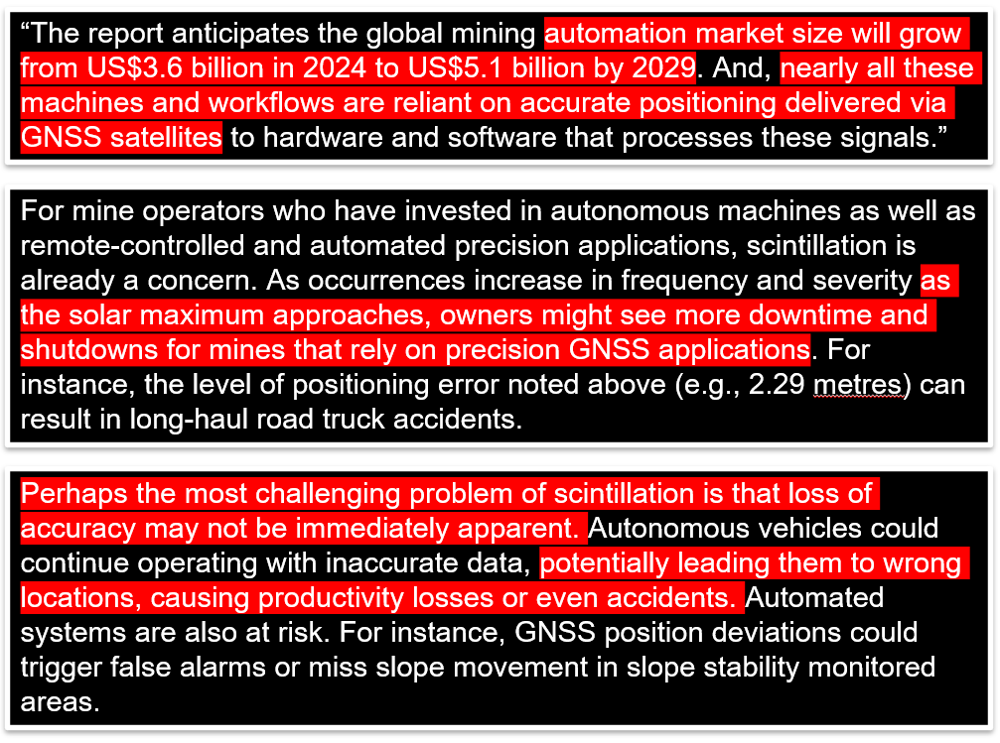 “The report anticipates the global mining automation market size will grow
from US$3.6 billion in 2024 to US$5.1 billion by 2029. And, nearly all these
machines and workflows are reliant on accurate positioning delivered via
GNSS satellites to hardware and software that processes these signals.”
For mine operators who have invested in autonomous machines as well as
remote-controlled and automated precision applications, scintillation is
already a concern. As occurrences increase in frequency and severity as
the solar maximum approaches, owners might see more downtime and
shutdowns for mines that rely on precision GNSS applications. For
instance, the level of positioning error noted above (e.g., 2.29 metres) can
result in long-haul road truck accidents.
Perhaps the most challenging problem of scintillation is that loss of
accuracy may not be immediately apparent. Autonomous vehicles could
continue operating with inaccurate data, potentially leading them to wrong
locations, causing productivity losses or even accidents. Automated
systems are also at risk. For instance, GNSS position deviations could
trigger false alarms or miss slope movement in slope stability monitored
areas.